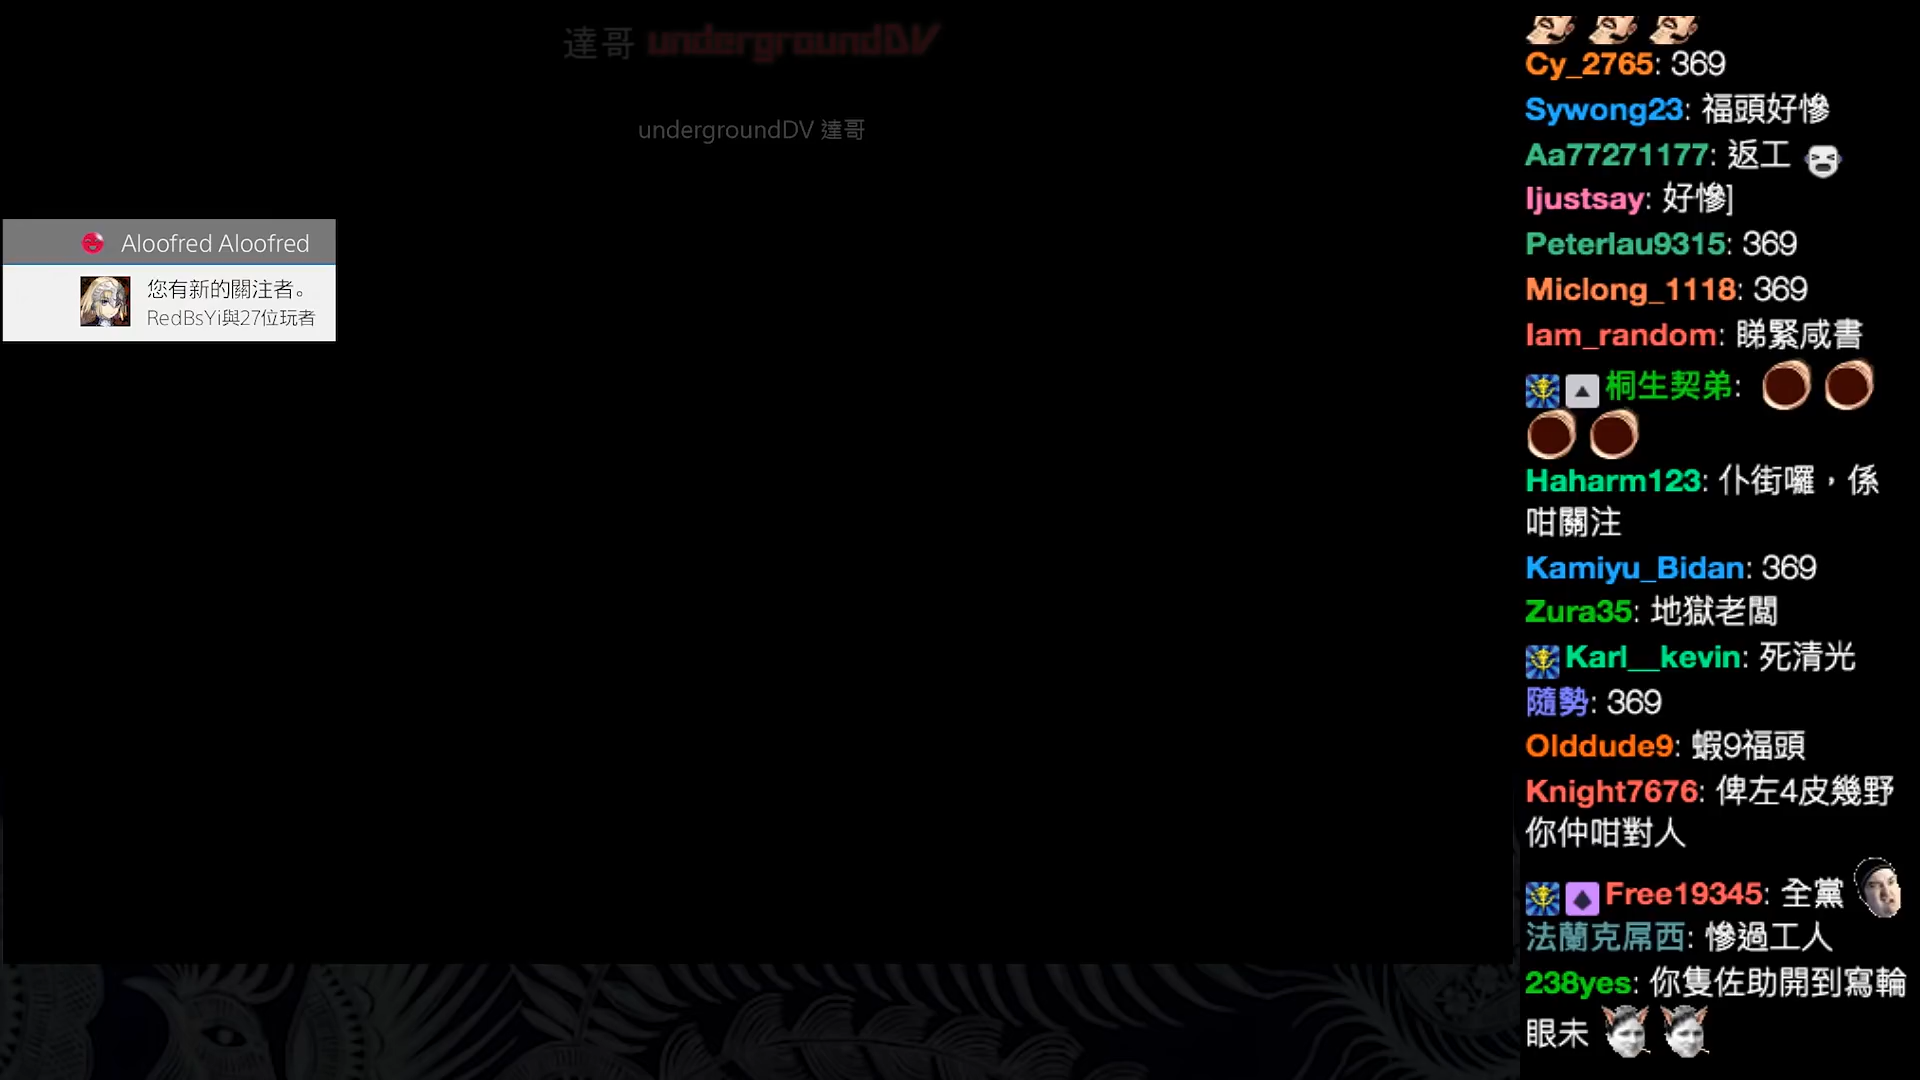 達哥 undergroundDV
undergroundDV 達哥
Aloofred Aloofred
您有新的關注者。
RedBsYi與27位玩者
Cy_2765: 369
Sywong23: 福頭好慘
Aa77271177: 返工
Ijustsay: 好慘]
Peterlau9315: 369
Miclong_1118: 369
Iam_random: 睇緊咸書
桐生契弟:
Haharm123: 仆街囉，係
咁關注
Kamiyu_Bidan: 369
Zura35: 地獄老闆
Karl__kevin: 死清光
隨勢: 369
Olddude9: 蝦9福頭
Knight7676: 俾左4皮幾野
你仲咁對人
Free19345: 全黨
法蘭克屌西: 慘過工人
238yes: 你隻佐助開到寫輪
眼未